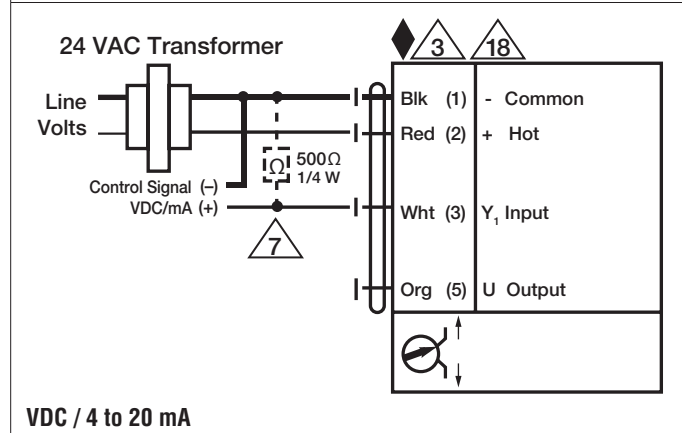 24 VAC Transformer
3
18
Line
Volts
Blk (1) - Common
Red (2) + Hot
Ω 500Ω
1/4 W
Control Signal (–)
VDC/mA (+)
Wht (3) Y₁ Input
7
Org (5) U Output
VDC / 4 to 20 mA